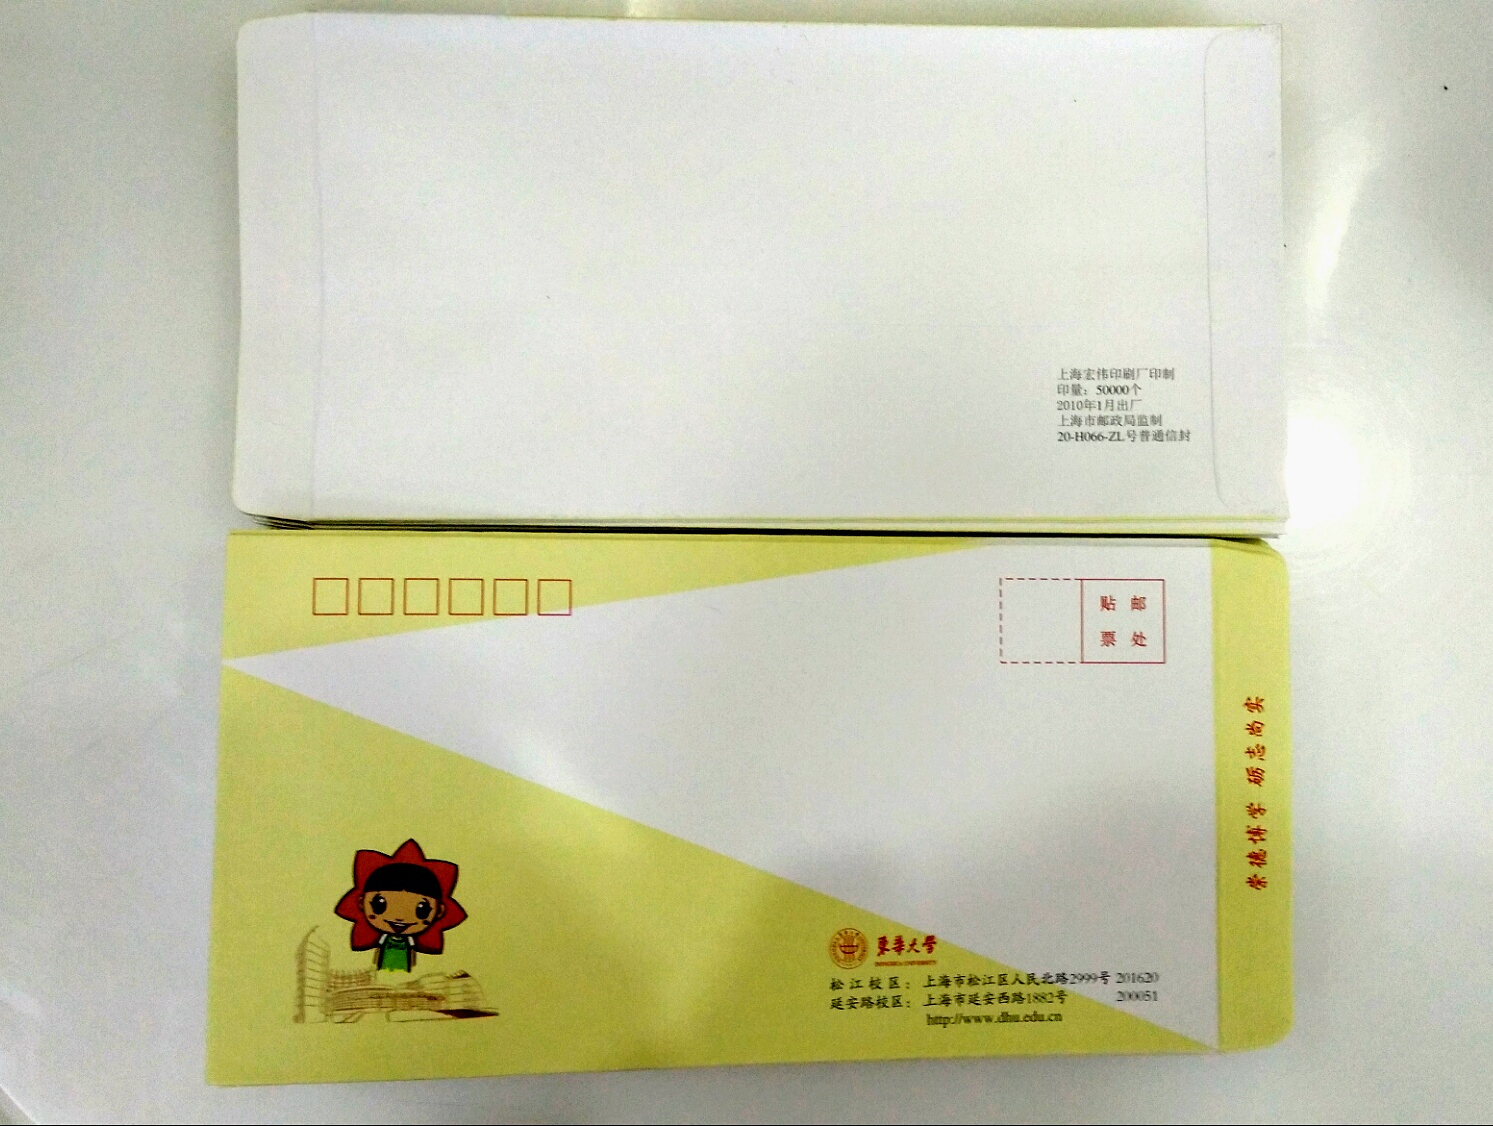 上海宏伟印刷厂印制
印量：50000个
2010年1月出厂
上海市邮政局监制
20-H066-ZL号普通信封
贴 邮
票 处
崇德博学 砺志尚实
東華大學
DONGHUA UNIVERSITY
松江校区： 上海市松江区人民北路2999号 201620
延安路校区： 上海市延安西路1882号 200051
http://www.dhu.edu.cn